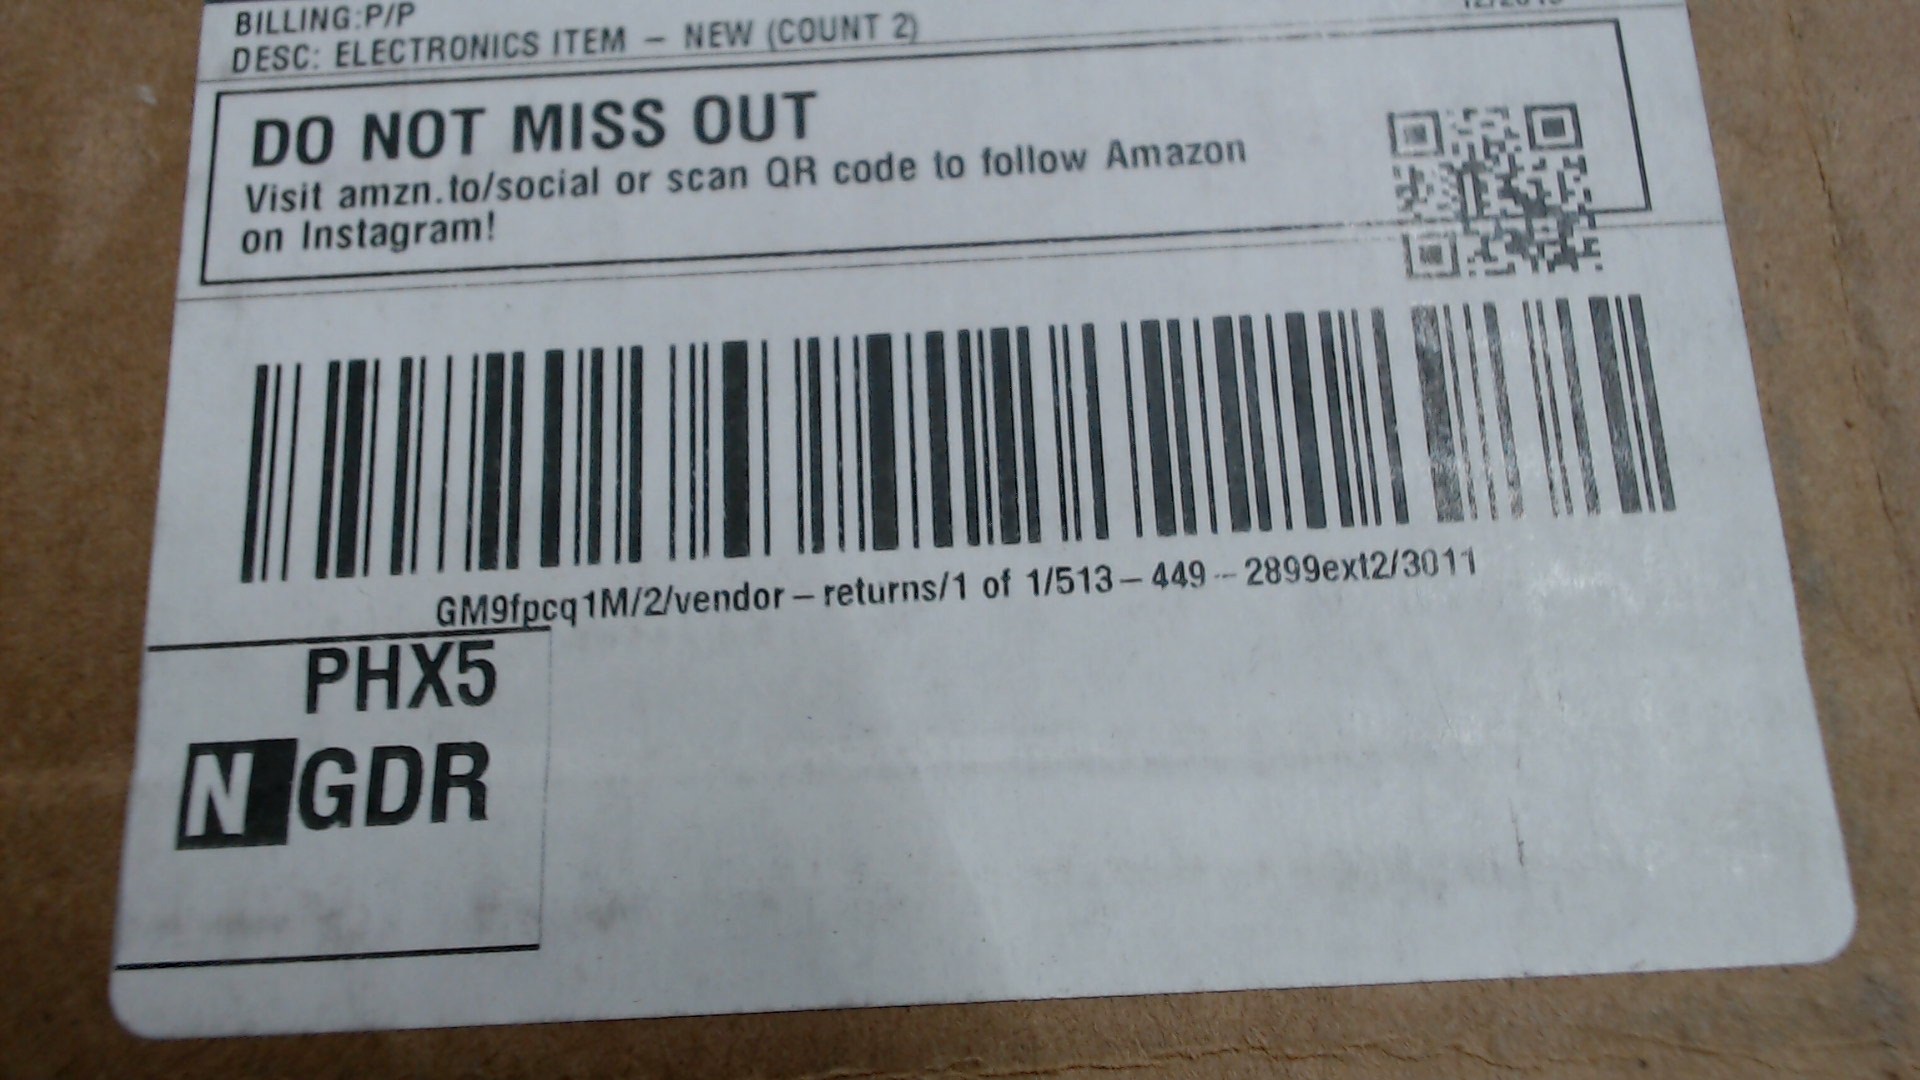 BILLING:P/P
DESC: ELECTRONICS ITEM – NEW (COUNT 2)
DO NOT MISS OUT
Visit amzn.to/social or scan QR code to follow Amazon
on Instagram!
GM9fpcq1M/2/vendor–returns/1 of 1/513–449–2899ext2/3011
PHX5
N GDR